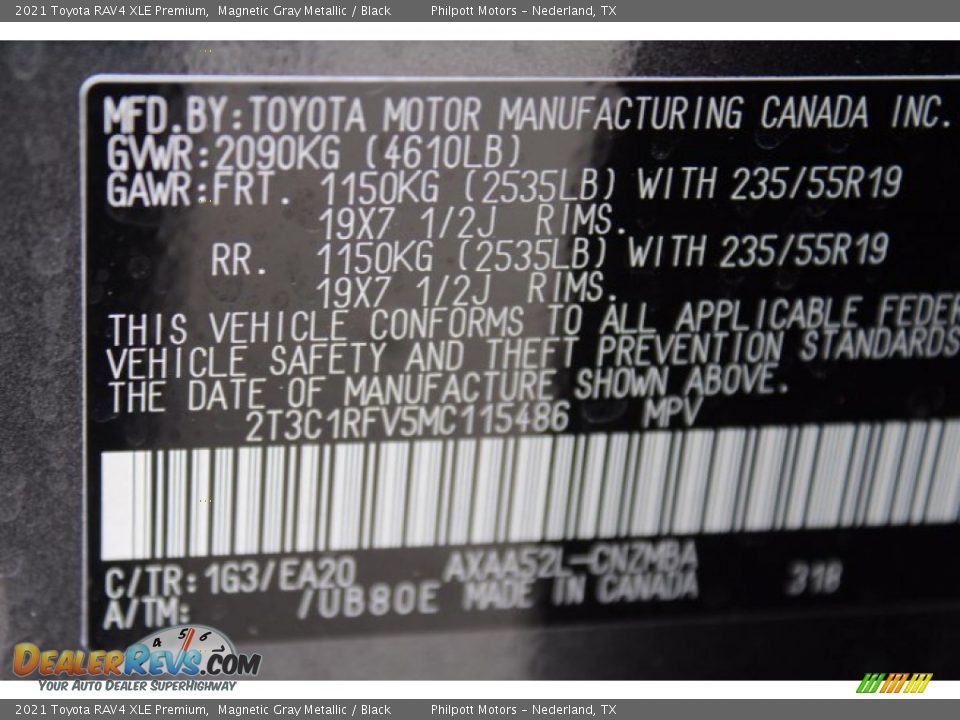 2021 Toyota RAV4 XLE Premium, Magnetic Gray Metallic / Black Philpott Motors – Nederland, TX
MFD.BY:TOYOTA MOTOR MANUFACTURING CANADA INC.
GVWR:2090KG (4610LB)
GAWR:FRT. 1150KG (2535LB) WITH 235/55R19
19X7 1/2J RIMS.
RR. 1150KG (2535LB) WITH 235/55R19
19X7 1/2J RIMS.
THIS VEHICLE CONFORMS TO ALL APPLICABLE FEDER
VEHICLE SAFETY AND THEFT PREVENTION STANDARDS
THE DATE OF MANUFACTURE SHOWN ABOVE.
2T3C1RFV5MC115486 MPV
C/TR:1G3/EA20 AXAA52L-CNZMBA
A/TM: /UB80E MADE IN CANADA 318
4 5 6
DEALERREVS.COM
YOUR AUTO DEALER SUPERHIGHWAY
2021 Toyota RAV4 XLE Premium, Magnetic Gray Metallic / Black Philpott Motors – Nederland, TX